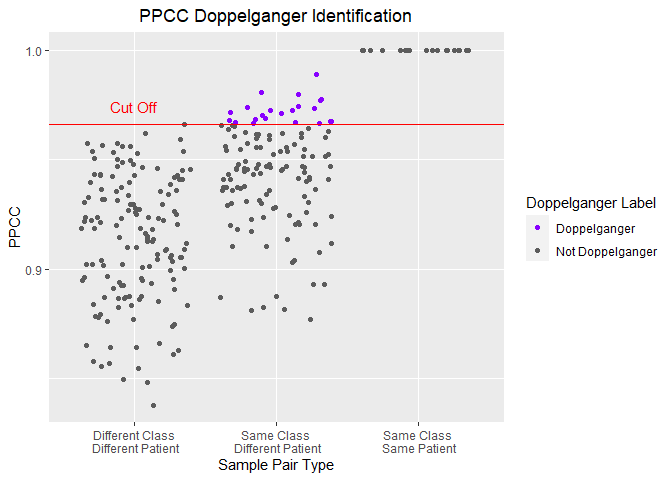 PPCC Doppelganger Identification
1.0
Cut Off
PPCC
0.9
Doppelganger Label
Doppelganger
Not Doppelganger
Different Class
Different Patient
Same Class
Different Patient
Same Class
Same Patient
Sample Pair Type